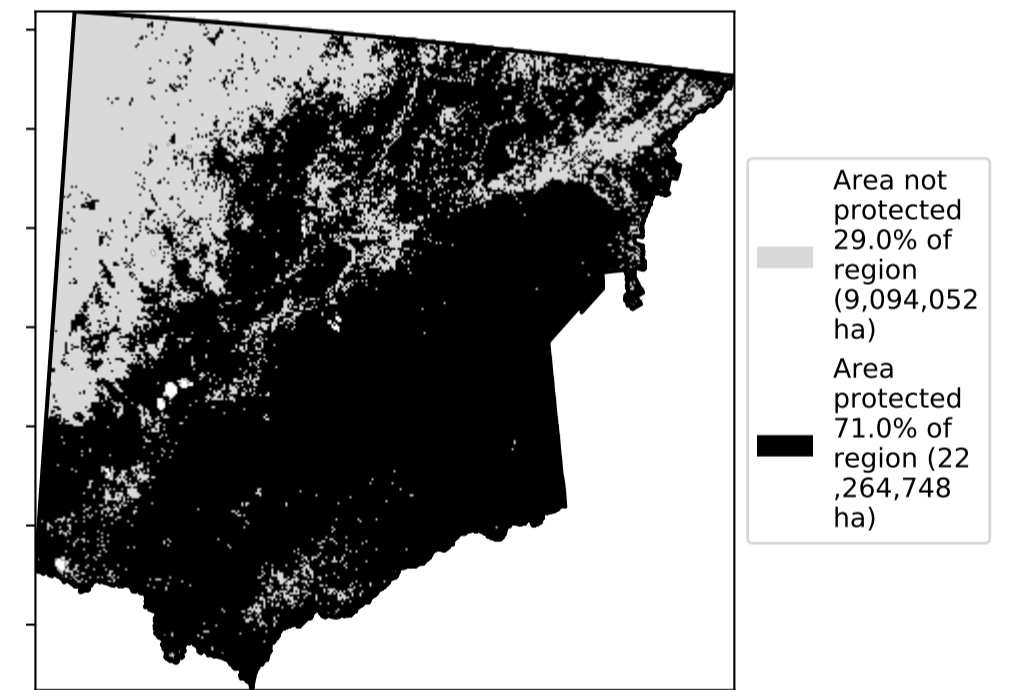 Area not
protected
29.0% of
region
(9,094,052
ha)
Area
protected
71.0% of
region (22
,264,748
ha)